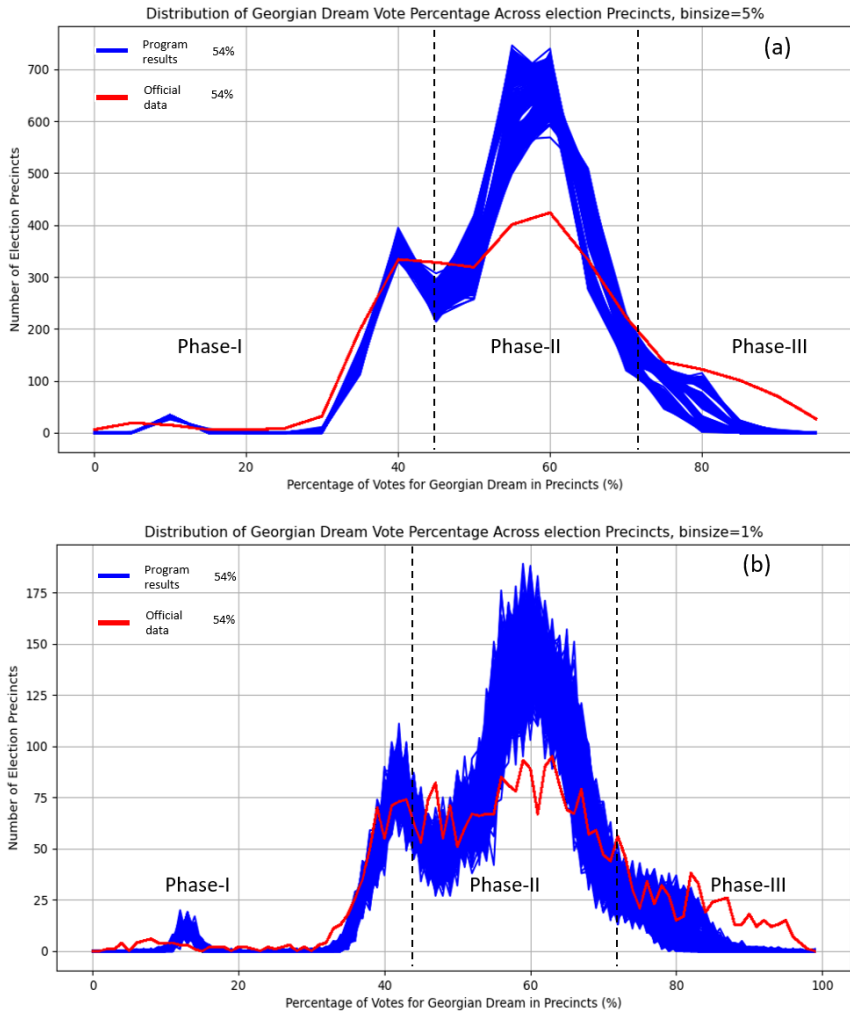 Distribution of Georgian Dream Vote Percentage Across election Precincts, binsize=5%
(a)
Program results 54%
Official data 54%
700
600
500
400
300
200
100
0
Number of Election Precincts
Phase-I
Phase-II
Phase-III
0 20 40 60 80
Percentage of Votes for Georgian Dream in Precincts (%)
Distribution of Georgian Dream Vote Percentage Across election Precincts, binsize=1%
(b)
Program results 54%
Official data 54%
175
150
125
100
75
50
25
0
Number of Election Precincts
Phase-I
Phase-II
Phase-III
0 20 40 60 80 100
Percentage of Votes for Georgian Dream in Precincts (%)